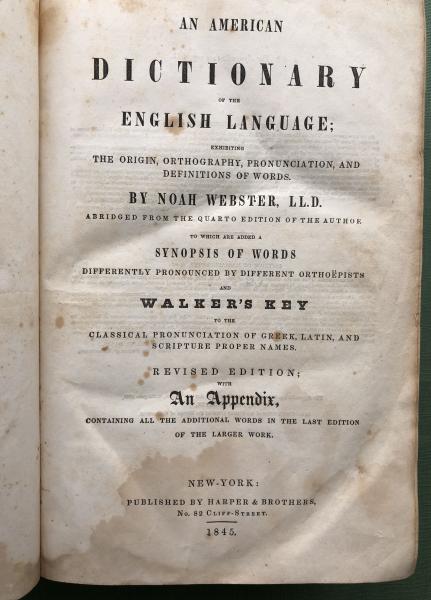 AN AMERICAN
DICTIONARY
OF THE
ENGLISH LANGUAGE;
EXHIBITING
THE ORIGIN, ORTHOGRAPHY, PRONUNCIATION, AND
DEFINITIONS OF WORDS.
BY NOAH WEBSTER, LL.D.
ABRIDGED FROM THE QUARTO EDITION OF THE AUTHOR
TO WHICH ARE ADDED A
SYNOPSIS OF WORDS
DIFFERENTLY PRONOUNCED BY DIFFERENT ORTHOËPISTS
AND
WALKER'S KEY
TO THE
CLASSICAL PRONUNCIATION OF GREEK, LATIN, AND
SCRIPTURE PROPER NAMES.
REVISED EDITION;
WITH
An Appendix,
CONTAINING ALL THE ADDITIONAL WORDS IN THE LAST EDITION
OF THE LARGER WORK.
NEW-YORK:
PUBLISHED BY HARPER & BROTHERS,
No. 82 CLIFF-STREET.
1845.